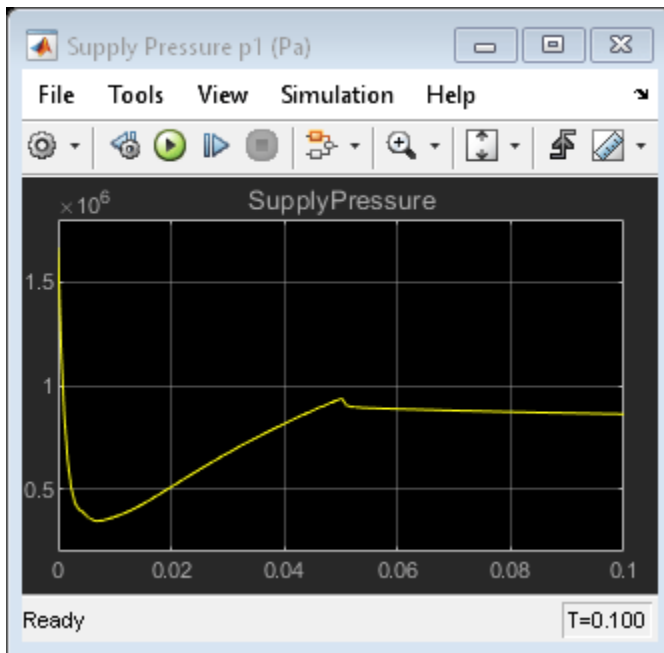 Supply Pressure p1 (Pa)
File Tools View Simulation Help
×10⁶ SupplyPressure
1.5
1
0.5
0 0.02 0.04 0.06 0.08 0.1
Ready T=0.100